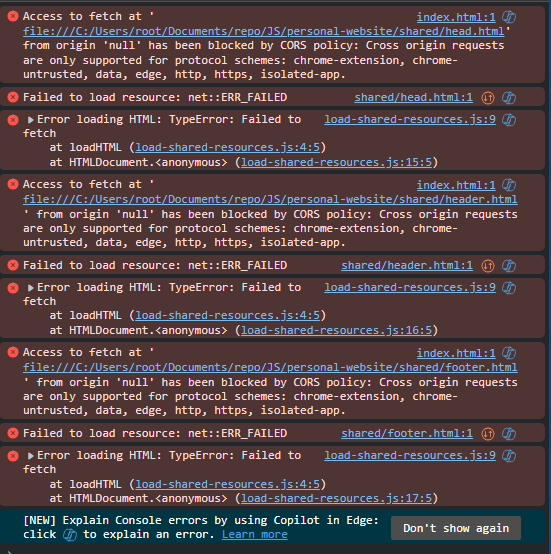 Access to fetch at ' index.html:1
file:///C:/Users/root/Documents/repo/JS/personal-website/shared/head.html'
from origin 'null' has been blocked by CORS policy: Cross origin requests
are only supported for protocol schemes: chrome-extension, chrome-
untrusted, data, edge, http, https, isolated-app.
Failed to load resource: net::ERR_FAILED shared/head.html:1
Error loading HTML: TypeError: Failed to load-shared-resources.js:9
fetch
at loadHTML (load-shared-resources.js:4:5)
at HTMLDocument.<anonymous> (load-shared-resources.js:15:5)
Access to fetch at ' index.html:1
file:///C:/Users/root/Documents/repo/JS/personal-website/shared/header.html
' from origin 'null' has been blocked by CORS policy: Cross origin requests
are only supported for protocol schemes: chrome-extension, chrome-
untrusted, data, edge, http, https, isolated-app.
Failed to load resource: net::ERR_FAILED shared/header.html:1
Error loading HTML: TypeError: Failed to load-shared-resources.js:9
fetch
at loadHTML (load-shared-resources.js:4:5)
at HTMLDocument.<anonymous> (load-shared-resources.js:16:5)
Access to fetch at ' index.html:1
file:///C:/Users/root/Documents/repo/JS/personal-website/shared/footer.html
' from origin 'null' has been blocked by CORS policy: Cross origin requests
are only supported for protocol schemes: chrome-extension, chrome-
untrusted, data, edge, http, https, isolated-app.
Failed to load resource: net::ERR_FAILED shared/footer.html:1
Error loading HTML: TypeError: Failed to load-shared-resources.js:9
fetch
at loadHTML (load-shared-resources.js:4:5)
at HTMLDocument.<anonymous> (load-shared-resources.js:17:5)
[NEW] Explain Console errors by using Copilot in Edge:
click to explain an error. Learn more
Don't show again